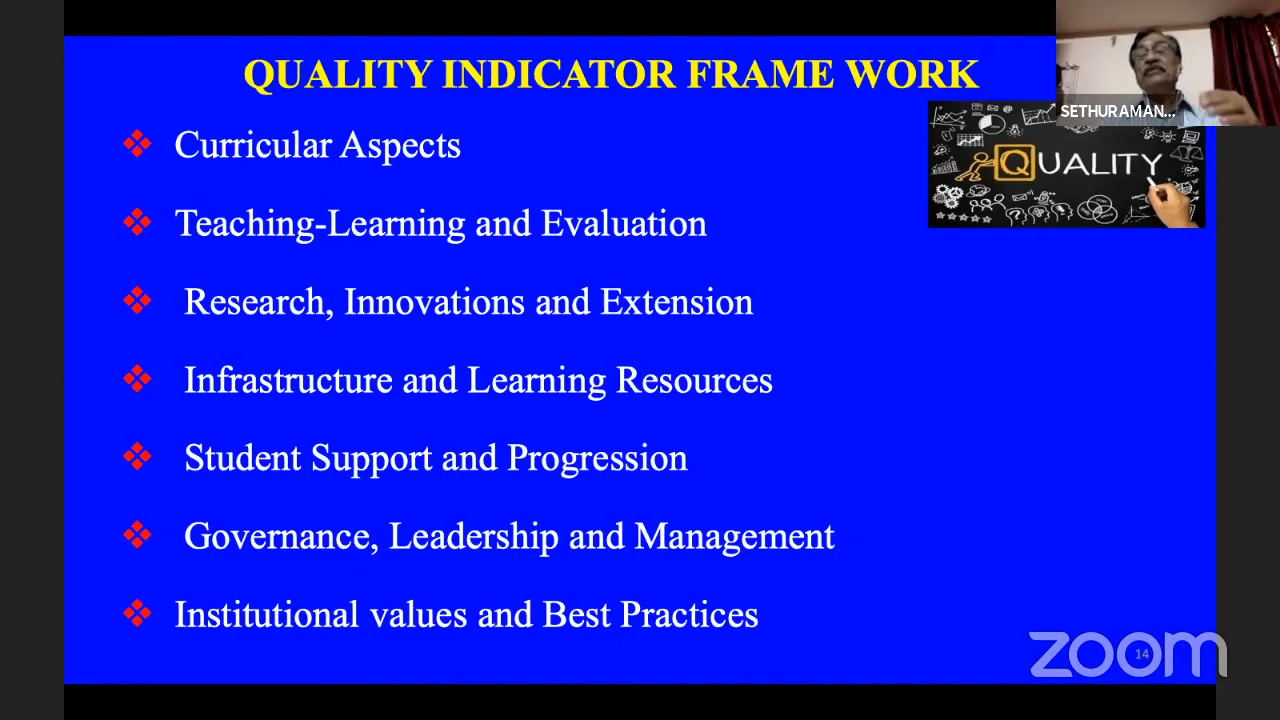 QUALITY INDICATOR FRAME WORK
SETHURAMAN...
QUALITY
Curricular Aspects
Teaching-Learning and Evaluation
Research, Innovations and Extension
Infrastructure and Learning Resources
Student Support and Progression
Governance, Leadership and Management
Institutional values and Best Practices
zoom
14